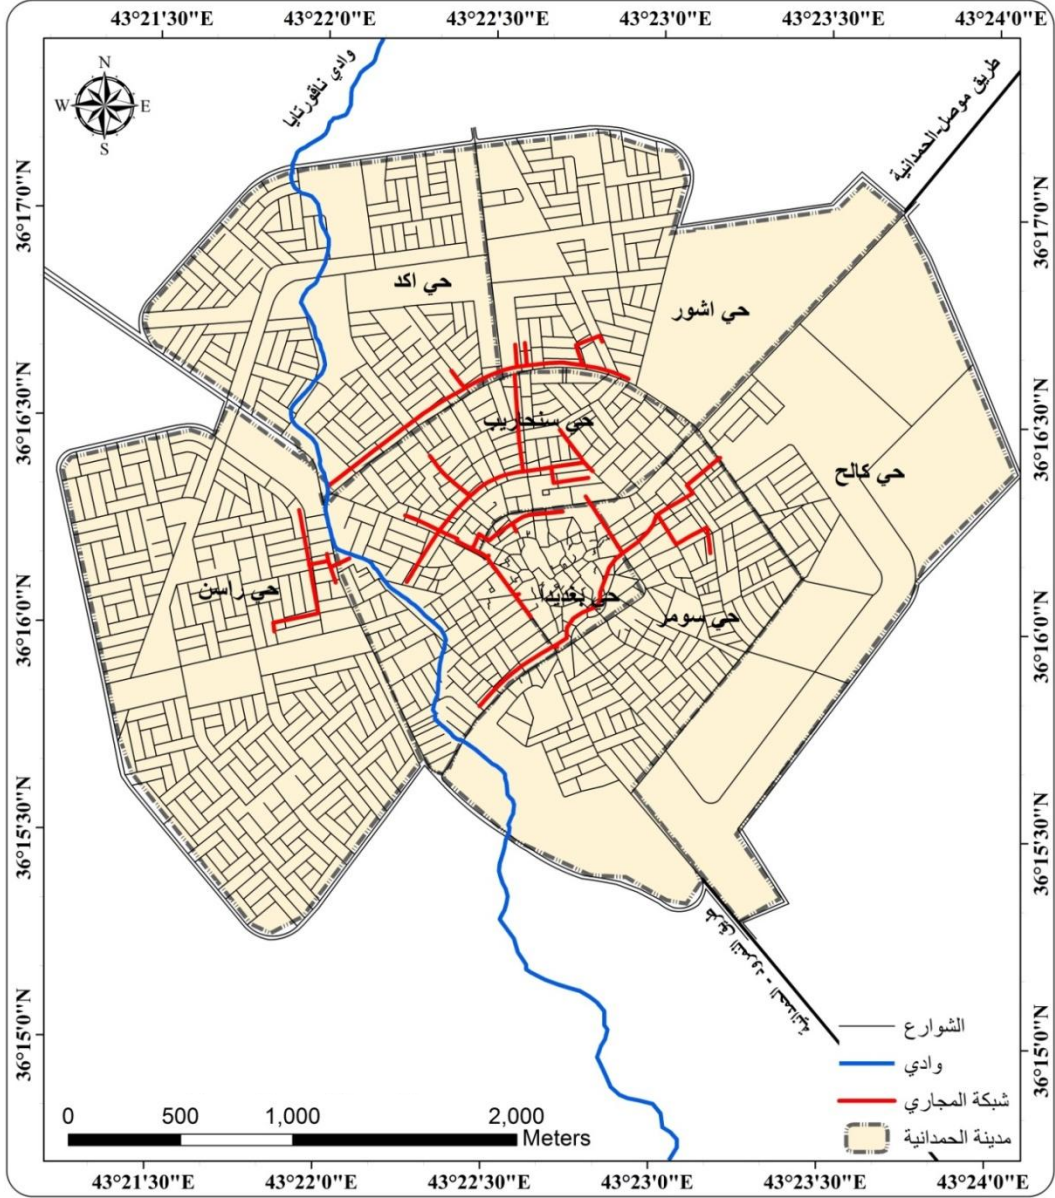 43°21'30"E
43°22'0"E
43°22'30"E
43°23'0"E
43°23'30"E
43°24'0"E
وادي ناقورتايا
طريق موصل-الحمدانية
N
W
E
S
36°17'0"N
36°17'0"N
حي اكد
حي اشور
36°16'30"N
36°16'30"N
حي سنحاريب
حي كالح
حي راسن
حي بغديدا
حي سومر
36°16'0"N
36°16'0"N
36°15'30"N
36°15'30"N
طريق النمرود - الحمدانية
36°15'0"N
36°15'0"N
الشوارع
وادي
شبكة المجاري
مدينة الحمدانية
0
500
1,000
2,000
Meters
43°21'30"E
43°22'0"E
43°22'30"E
43°23'0"E
43°23'30"E
43°24'0"E